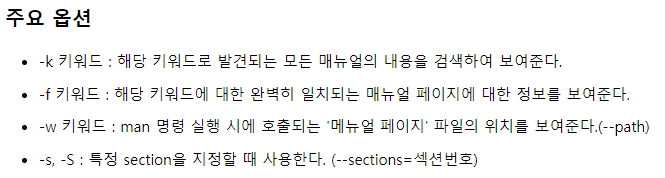 주요 옵션
-k 키워드 : 해당 키워드로 발견되는 모든 매뉴얼의 내용을 검색하여 보여준다.
-f 키워드 : 해당 키워드에 대한 완벽히 일치되는 매뉴얼 페이지에 대한 정보를 보여준다.
-w 키워드 : man 명령 실행 시에 호출되는 '메뉴얼 페이지' 파일의 위치를 보여준다.(--path)
-s, -S : 특정 section을 지정할 때 사용한다. (--sections=섹션번호)